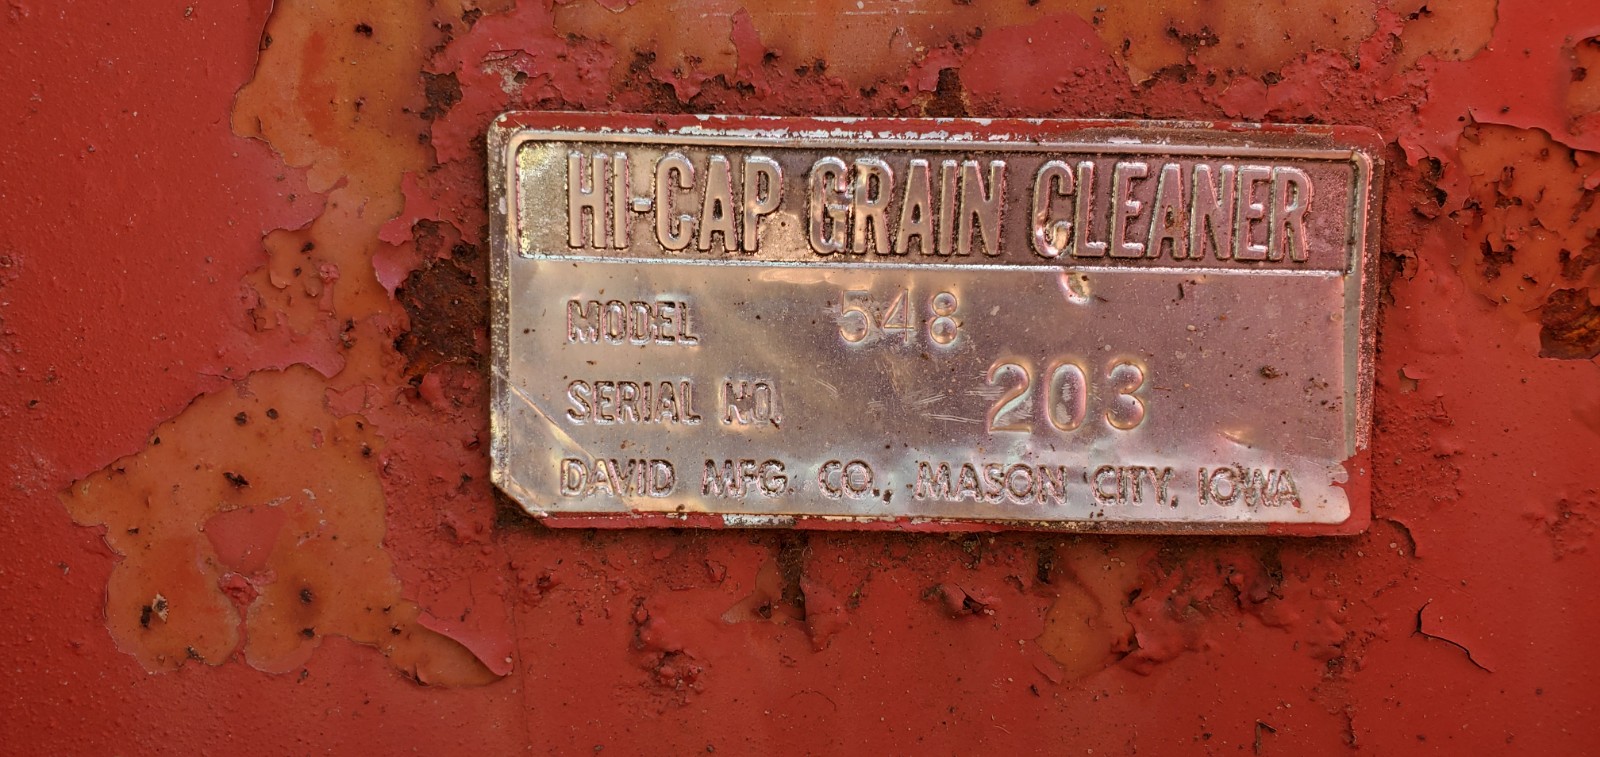 HI-CAP GRAIN CLEANER
MODEL 548
SERIAL NO. 203
DAVID MFG. CO., MASON CITY, IOWA